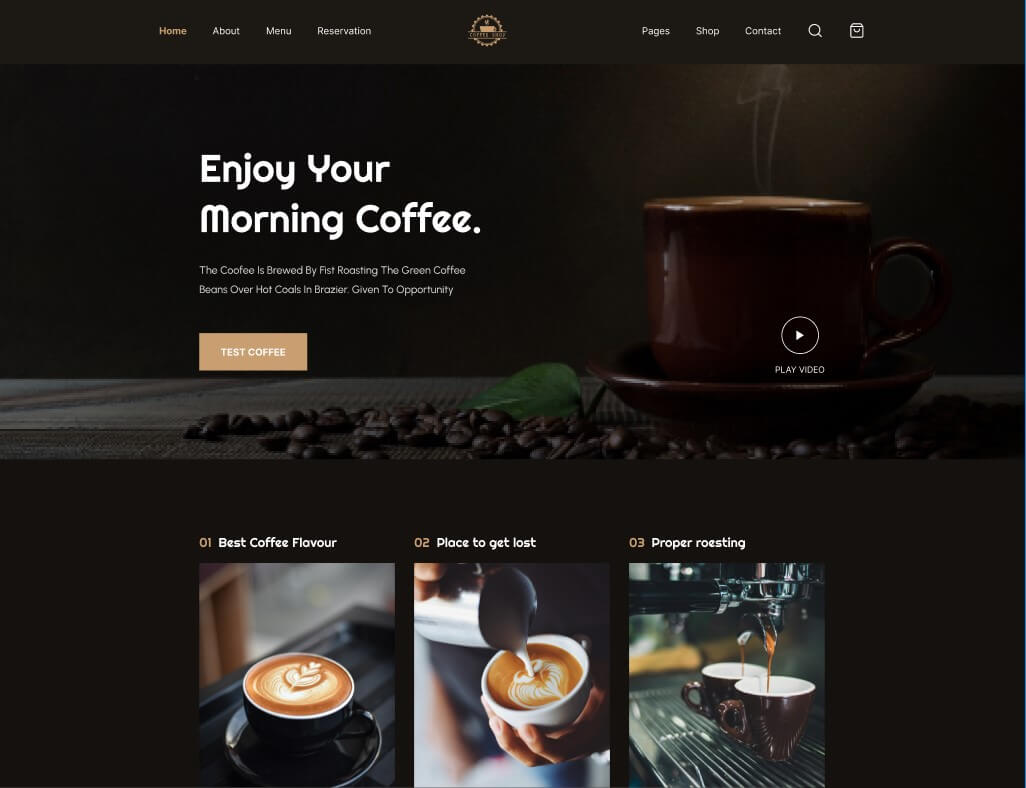 Home About Menu Reservation COFFEE SHOP Pages Shop Contact
Enjoy Your
Morning Coffee.
The Coofee Is Brewed By Fist Roasting The Green Coffee
Beans Over Hot Coals In Brazier. Given To Opportunity
TEST COFFEE
PLAY VIDEO
01 Best Coffee Flavour
02 Place to get lost
03 Proper roesting